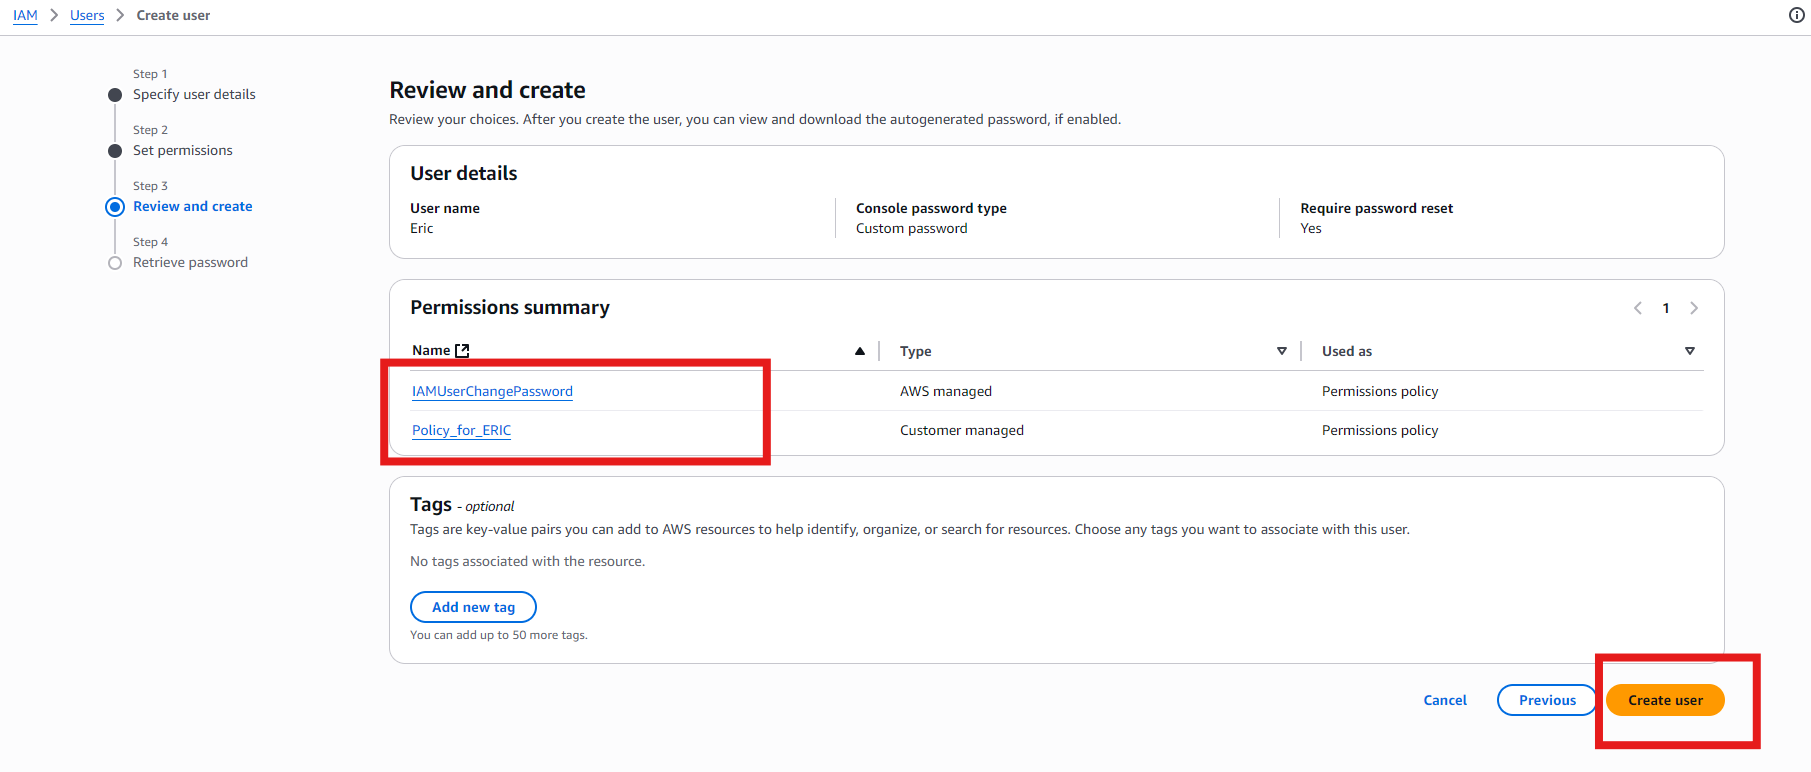 IAM > Users > Create user
Step 1
Specify user details
Step 2
Set permissions
Step 3
Review and create
Step 4
Retrieve password
Review and create
Review your choices. After you create the user, you can view and download the autogenerated password, if enabled.
User details
User name
Eric
Console password type
Custom password
Require password reset
Yes
Permissions summary
1
Name Type Used as
IAMUserChangePassword AWS managed Permissions policy
Policy_for_ERIC Customer managed Permissions policy
Tags - optional
Tags are key-value pairs you can add to AWS resources to help identify, organize, or search for resources. Choose any tags you want to associate with this user.
No tags associated with the resource.
Add new tag
You can add up to 50 more tags.
Cancel Previous Create user